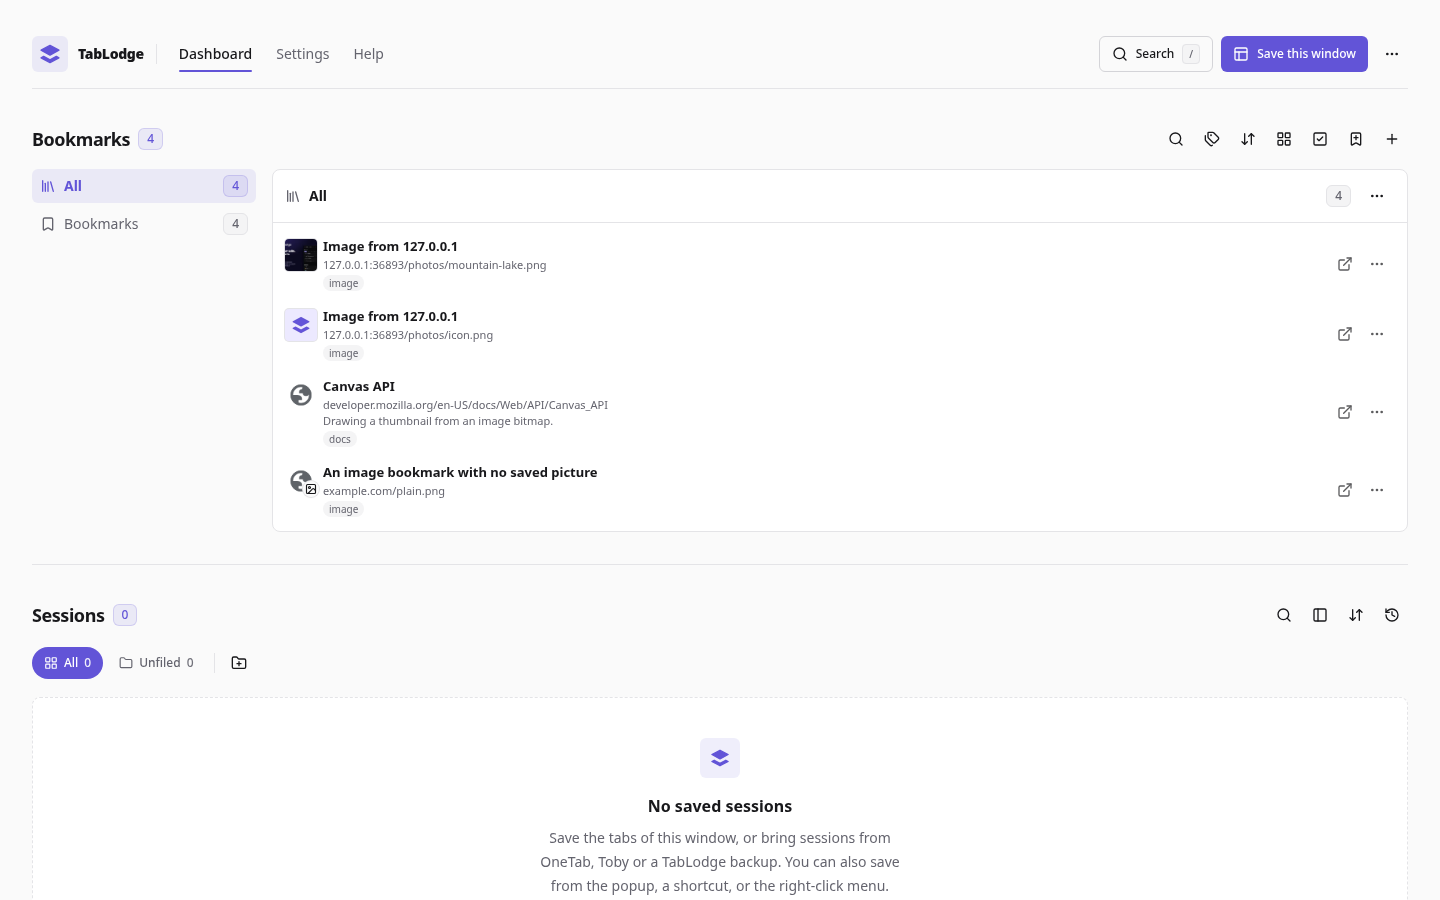 TabLodge
Dashboard
Settings
Help
Search /
Save this window
Bookmarks 4
All 4
Bookmarks 4
All 4
Image from 127.0.0.1
127.0.0.1:36893/photos/mountain-lake.png
image
Image from 127.0.0.1
127.0.0.1:36893/photos/icon.png
image
Canvas API
developer.mozilla.org/en-US/docs/Web/API/Canvas_API
Drawing a thumbnail from an image bitmap.
docs
An image bookmark with no saved picture
example.com/plain.png
image
Sessions 0
All 0
Unfiled 0
No saved sessions
Save the tabs of this window, or bring sessions from
OneTab, Toby or a TabLodge backup. You can also save
from the popup, a shortcut, or the right-click menu.